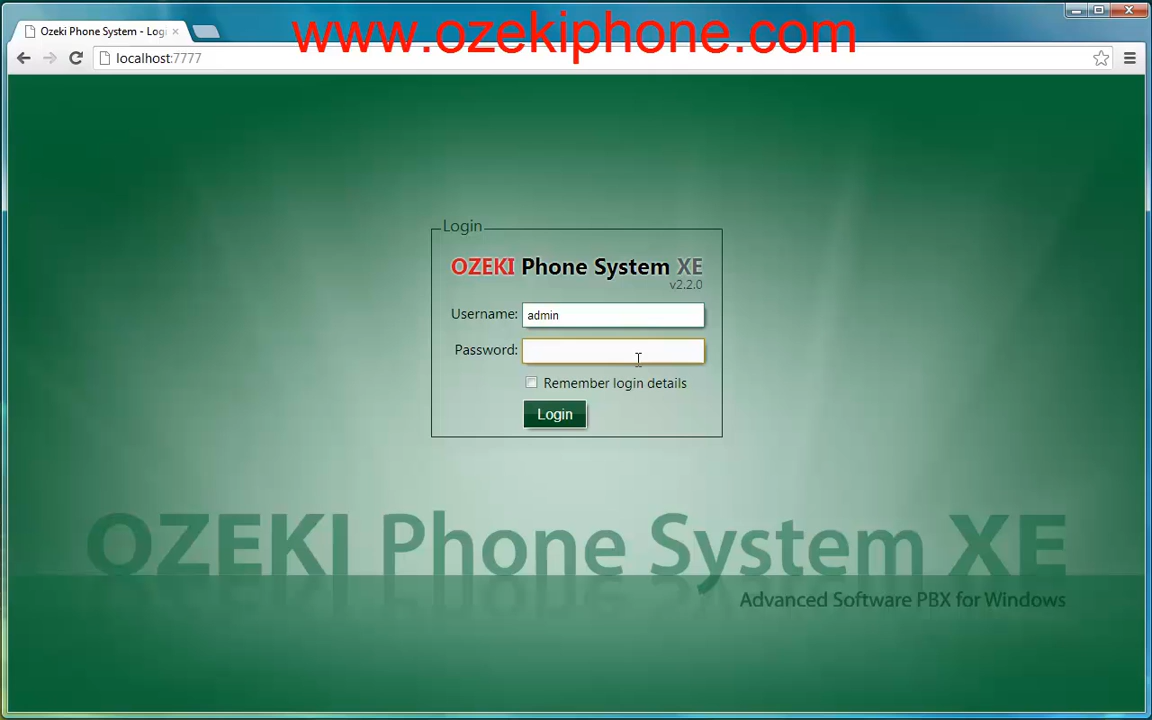 www.ozekiphone.com
Ozeki Phone System - Log
localhost:7777
Login
OZEKI Phone System XE
v2.2.0
Username: admin
Password:
Remember login details
Login
OZEKI Phone System XE
Advanced Software PBX for Windows